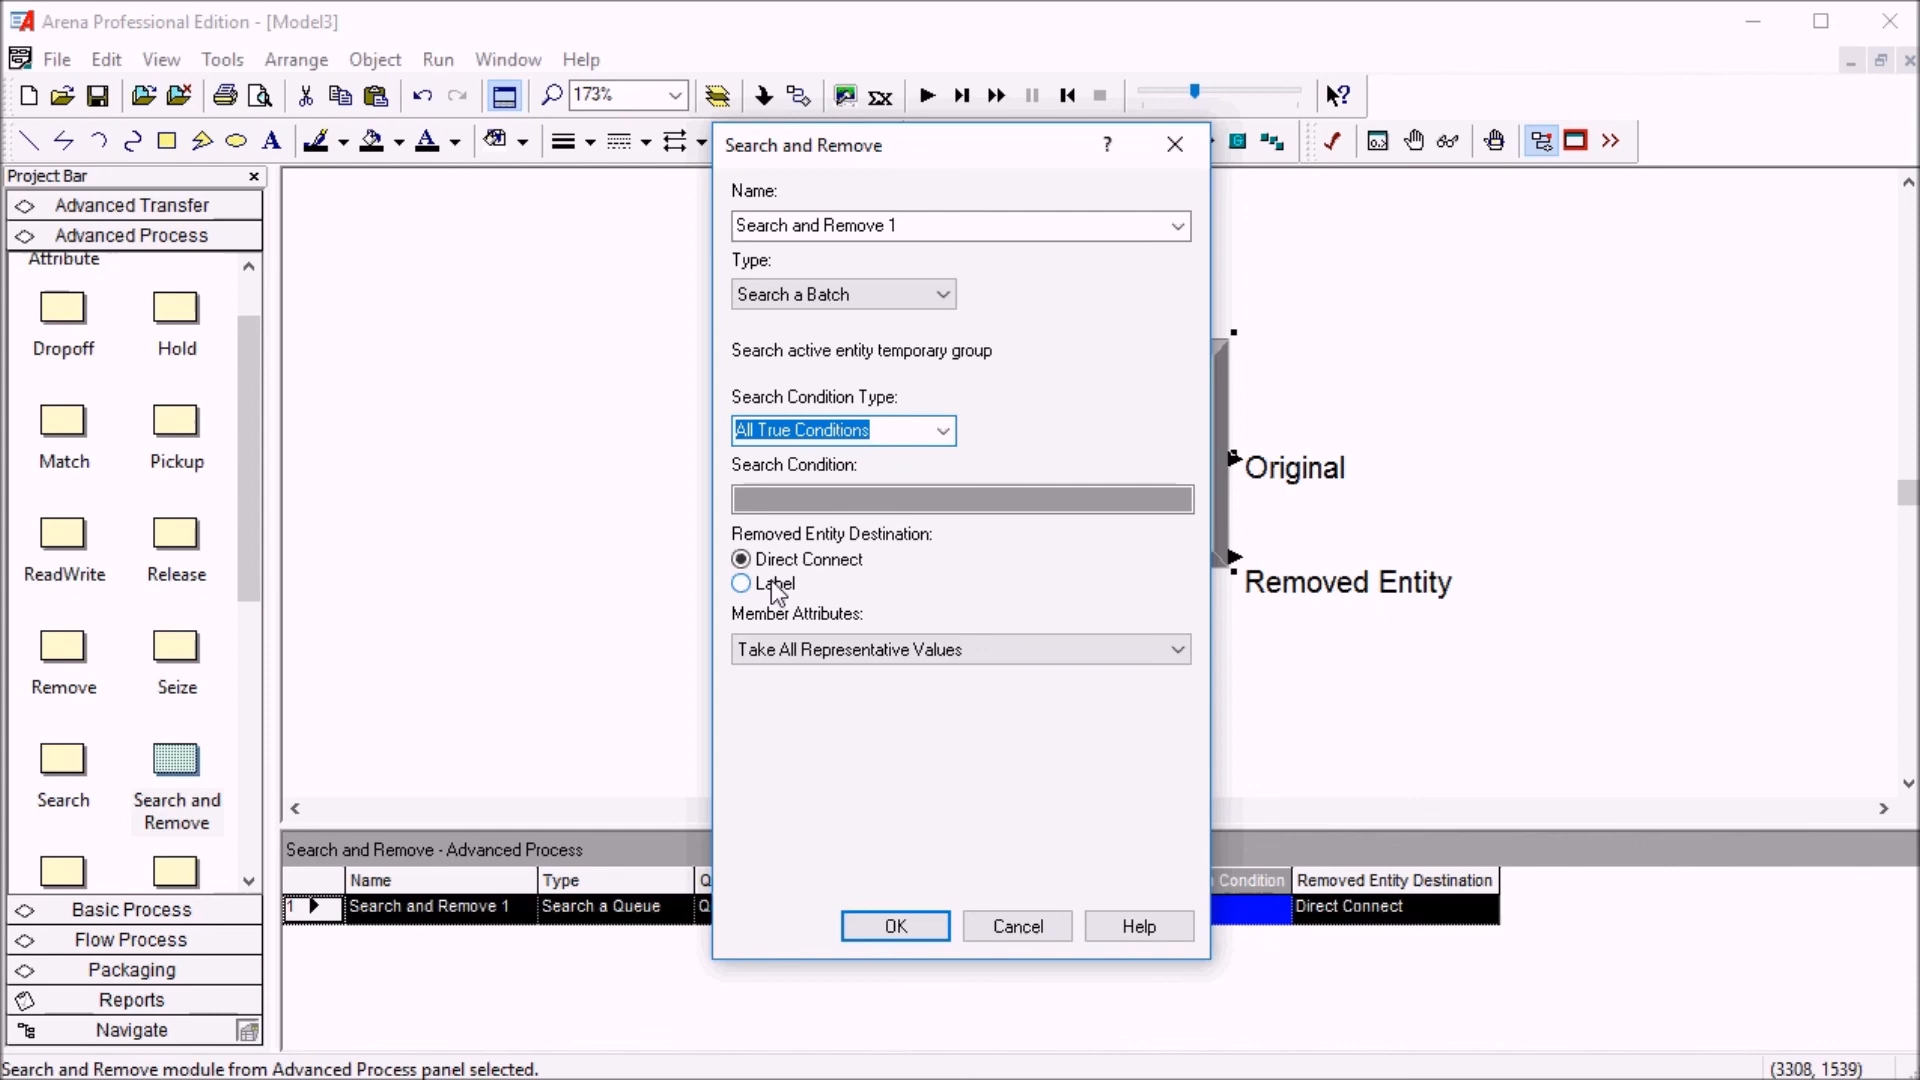 Arena Professional Edition - [Model3]
File Edit View Tools Arrange Object Run Window Help
173%
Project Bar
Advanced Transfer
Advanced Process
Attribute
Dropoff Hold
Match Pickup
ReadWrite Release
Remove Seize
Search Search and
Remove
Basic Process
Flow Process
Packaging
Reports
Navigate
Search and Remove
Name:
Search and Remove 1
Type:
Search a Batch
Search active entity temporary group
Search Condition Type:
All True Conditions
Search Condition:
Removed Entity Destination:
Direct Connect
Label
Member Attributes:
Take All Representative Values
OK Cancel Help
Original
Removed Entity
Search and Remove - Advanced Process
Name Type Q Condition Removed Entity Destination
1 Search and Remove 1 Search a Queue Q Direct Connect
Search and Remove module from Advanced Process panel selected.
(3308, 1539)